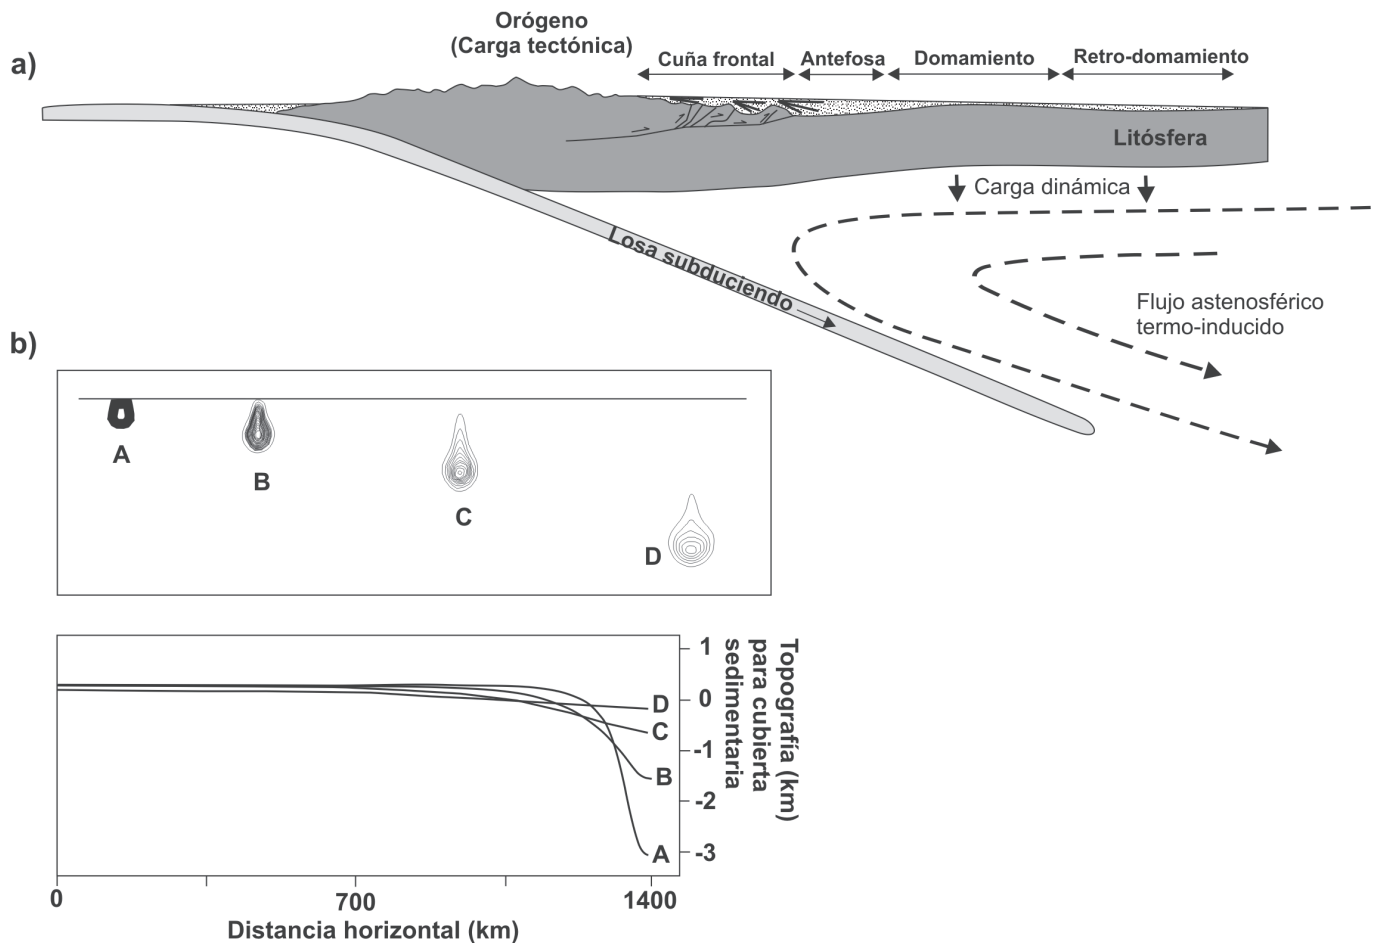 a)
Orógeno
(Carga tectónica)
Cuña frontal
Antefosa
Domamiento
Retro-domamiento
Litósfera
Carga dinámica
Losa subduciendo
Flujo astenosférico
termo-inducido
b)
A
B
C
D
1
0
-1
-2
-3
D
C
B
A
Topografía (km)
para cubierta
sedimentaria
0
700
1400
Distancia horizontal (km)